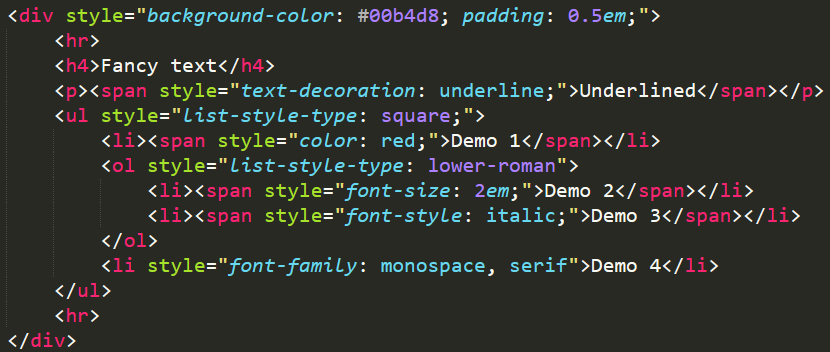 <div style="background-color: #00b4d8; padding: 0.5em;">
    <hr>
    <h4>Fancy text</h4>
    <p><span style="text-decoration: underline;">Underlined</span></p>
    <ul style="list-style-type: square;">
        <li><span style="color: red;">Demo 1</span></li>
        <ol style="list-style-type: lower-roman">
            <li><span style="font-size: 2em;">Demo 2</span></li>
            <li><span style="font-style: italic;">Demo 3</span></li>
        </ol>
        <li style="font-family: monospace, serif">Demo 4</li>
    </ul>
    <hr>
</div>